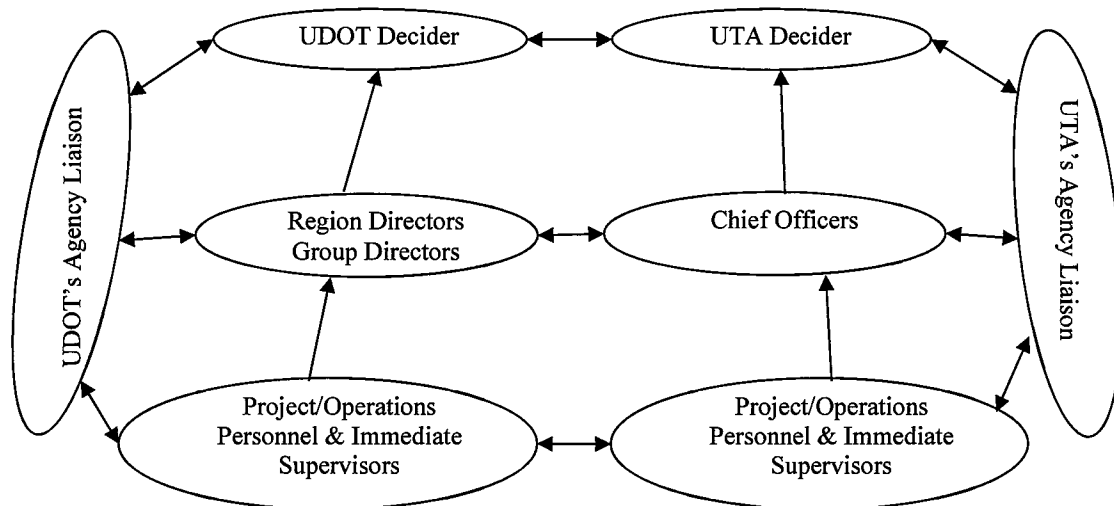 UDOT Decider
UTA Decider
UDOT's Agency Liaison
UTA's Agency Liaison
Region Directors
Group Directors
Chief Officers
Project/Operations
Personnel & Immediate
Supervisors
Project/Operations
Personnel & Immediate
Supervisors